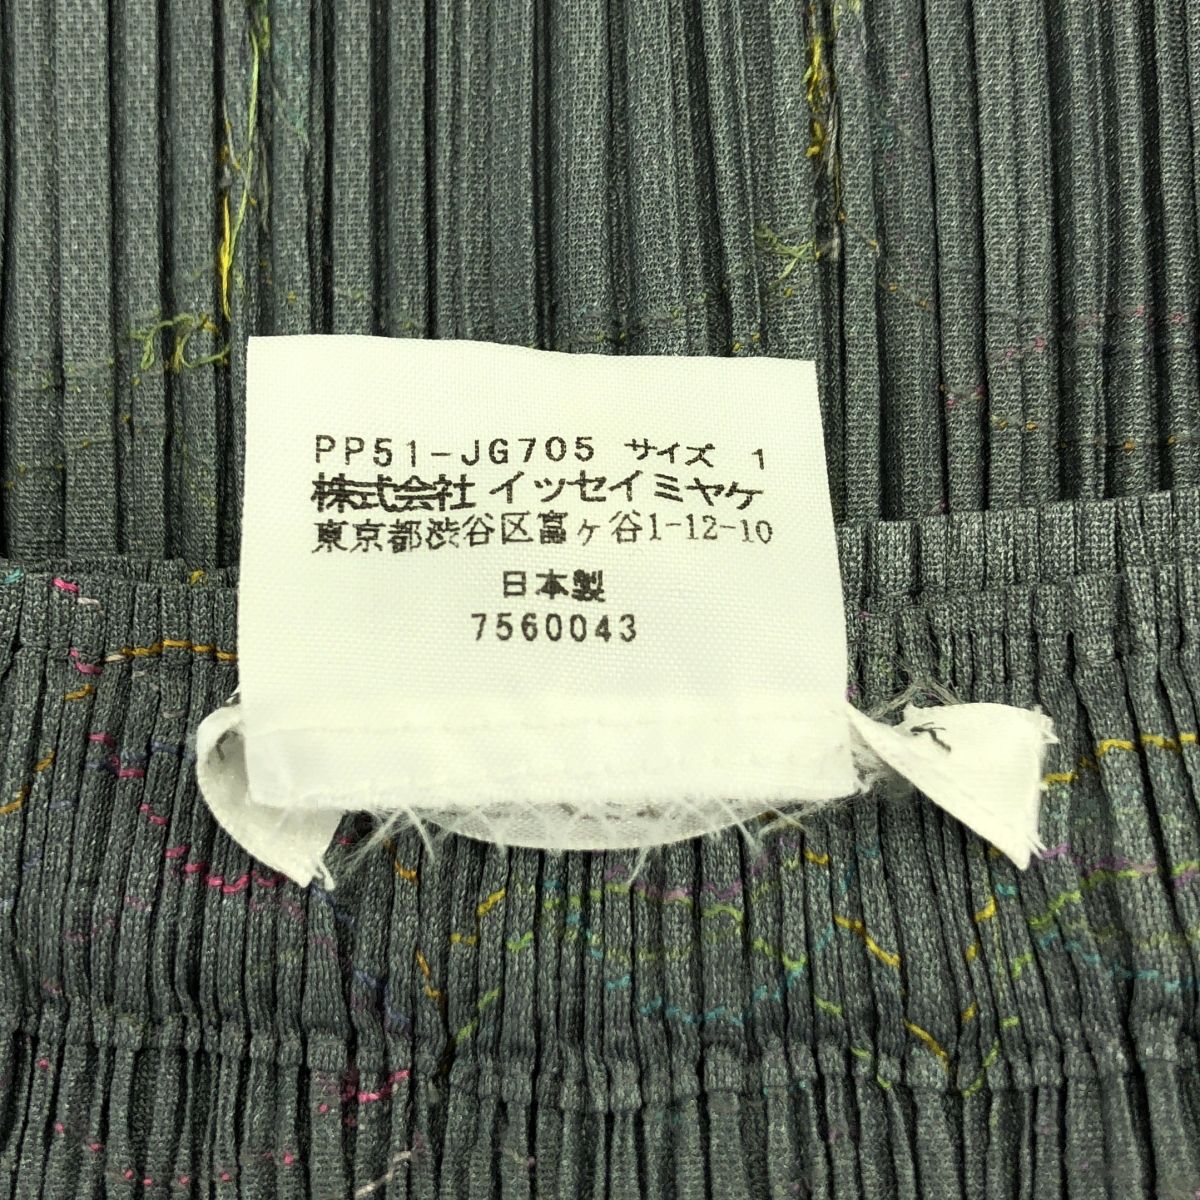 PP51-JG705 サイズ 1
株式会社 イッセイミヤケ
東京都渋谷区富ヶ谷1-12-10
日本製
7560043